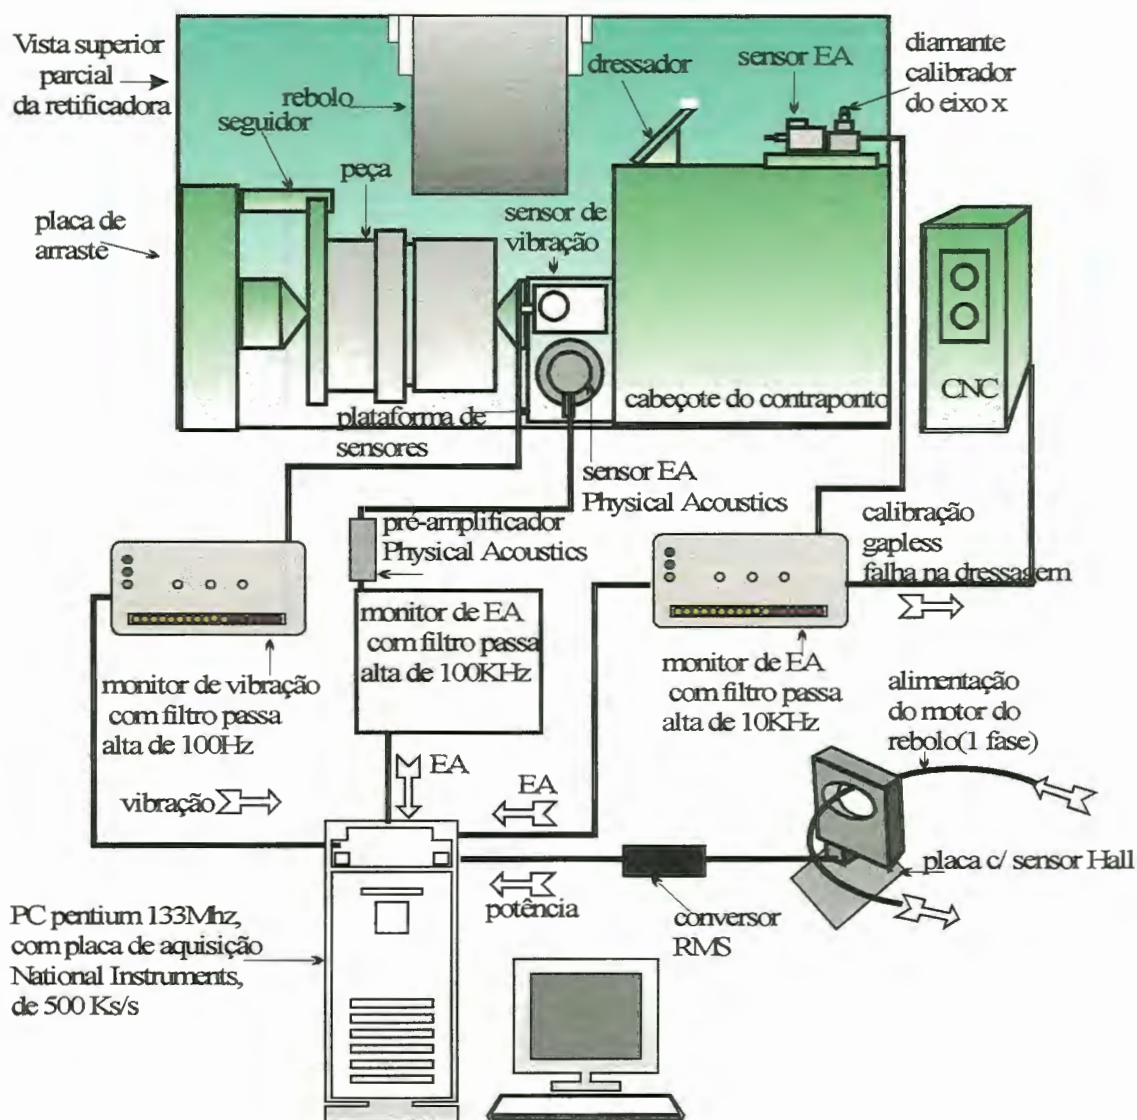 Vista superior
parcial
da retificadora
rebolo
seguidor
peça
placa de
arraste
dressador
sensor EA
diamante
calibrador
do eixo x
sensor de
vibração
CNC
cabeçote do contraponto
plataforma de
sensores
sensor EA
Physical Acoustics
pré-amplificador
Physical Acoustics
calibração
gapless
falha na dressagem
monitor de EA
com filtro passa
alta de 100KHz
monitor de vibração
com filtro passa
alta de 100Hz
monitor de EA
com filtro passa
alta de 10KHz
alimentação
do motor do
rebolo(1 fase)
EA
EA
vibração
placa c/ sensor Hall
potência
conversor
RMS
PC pentium 133Mhz,
com placa de aquisição
National Instruments,
de 500 Ks/s